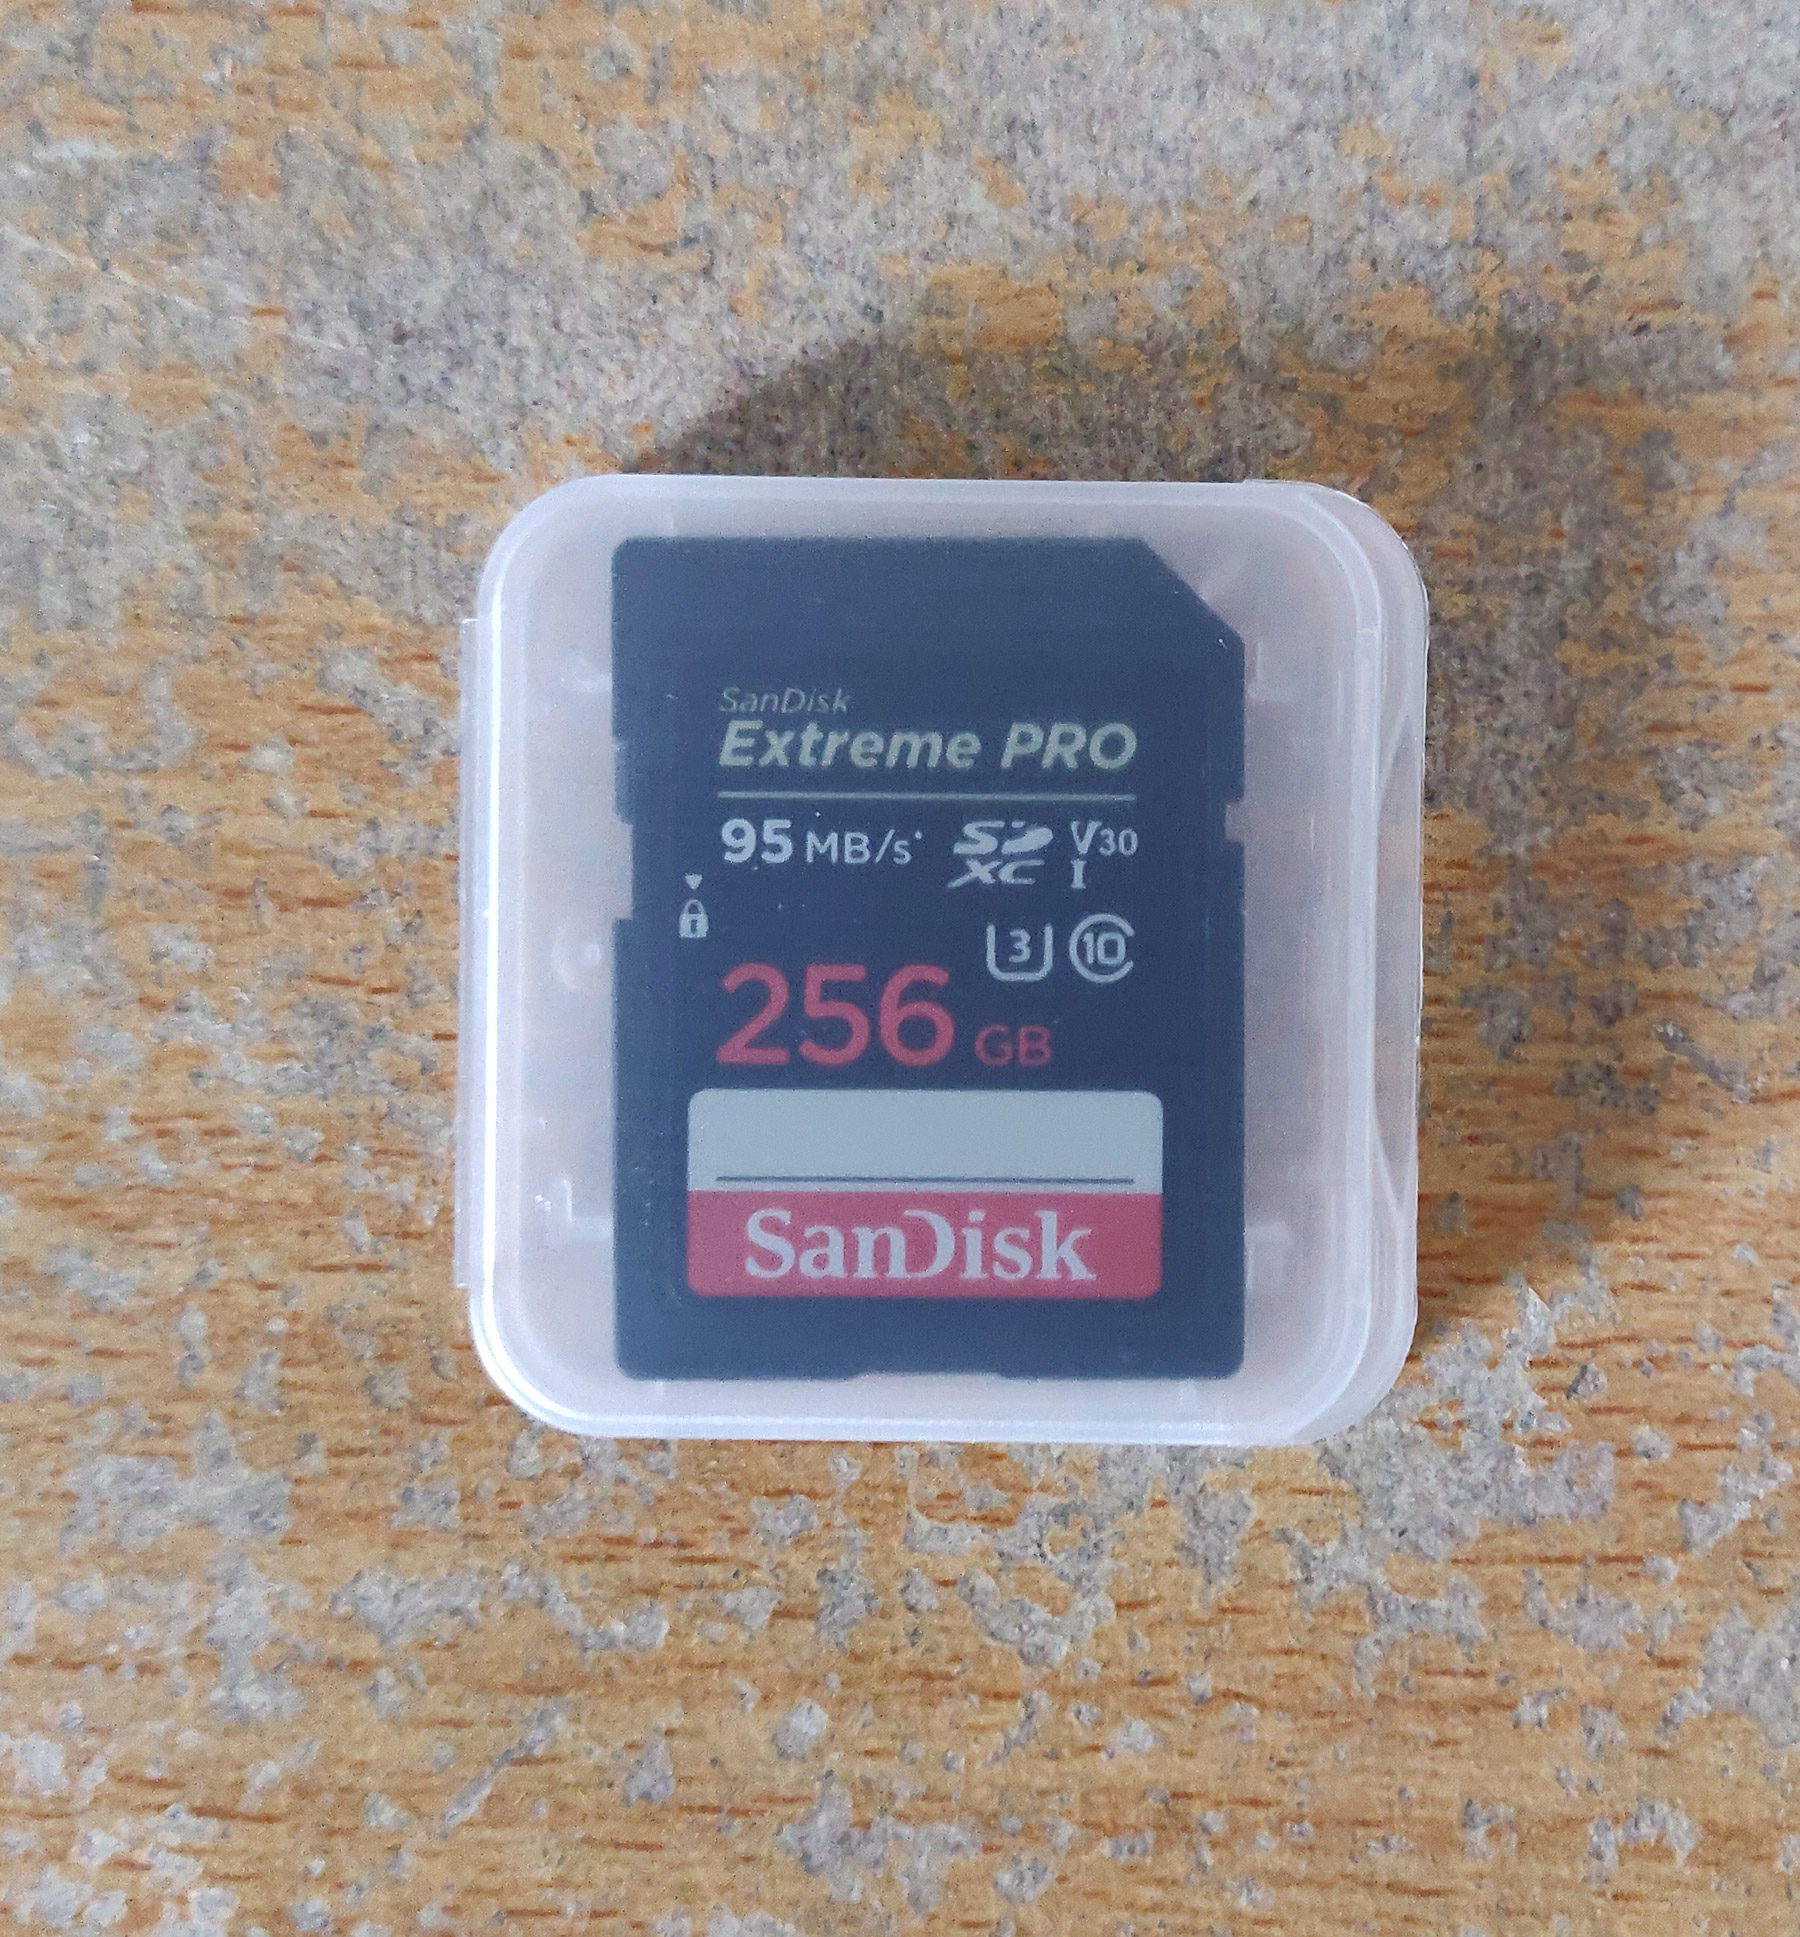 SanDisk
Extreme PRO
95 MB/s* SD XC V30 I
3 10
256 GB
SanDisk